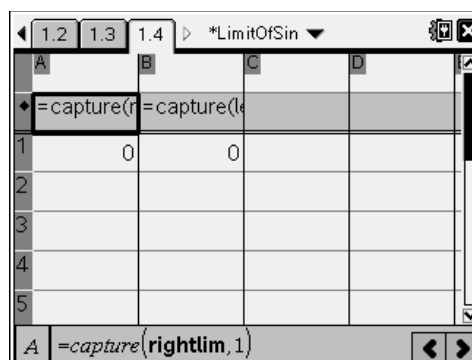 1.2 1.3 1.4 *LimitOfSin
A B C D E
=capture(r =capture(le
1 0 0
2
3
4
5
A =capture(rightlim,1)